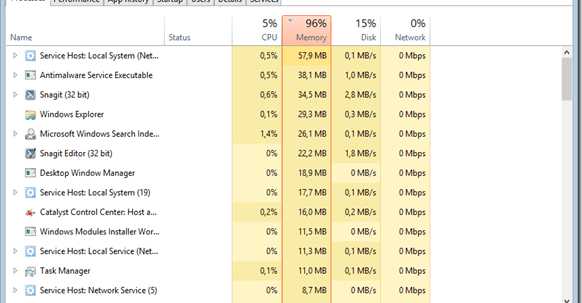 Performance App history Startup Users Details Services
5% 96% 15% 0%
Name Status CPU Memory Disk Network
Service Host: Local System (Net... 0,5% 57,9 MB 0,1 MB/s 0 Mbps
Antimalware Service Executable 0,5% 38,1 MB 1,0 MB/s 0 Mbps
Snagit (32 bit) 0,6% 34,5 MB 2,8 MB/s 0 Mbps
Windows Explorer 0,1% 29,3 MB 0,3 MB/s 0 Mbps
Microsoft Windows Search Inde... 1,4% 26,1 MB 0,1 MB/s 0 Mbps
Snagit Editor (32 bit) 0% 22,2 MB 1,8 MB/s 0 Mbps
Desktop Window Manager 0% 18,9 MB 0 MB/s 0 Mbps
Service Host: Local System (19) 0% 17,7 MB 0,1 MB/s 0 Mbps
Catalyst Control Center: Host a... 0,2% 16,0 MB 0,2 MB/s 0 Mbps
Windows Modules Installer Wor... 0% 11,5 MB 0 MB/s 0 Mbps
Service Host: Local Service (Net... 0% 11,3 MB 0,1 MB/s 0 Mbps
Task Manager 0,1% 11,0 MB 0,1 MB/s 0 Mbps
Service Host: Network Service (5) 0% 8,7 MB 0 MB/s 0 Mbps